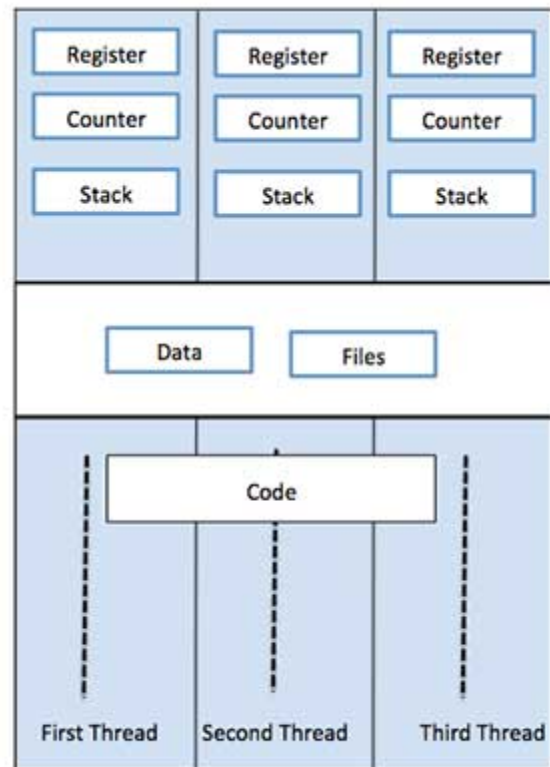 Register Register Register
Counter Counter Counter
Stack Stack Stack
Data Files
Code
First Thread Second Thread Third Thread